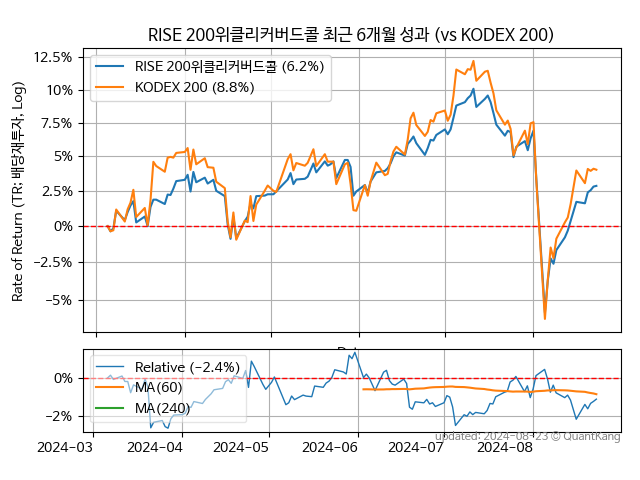 RISE 200위클리커버드콜 최근 6개월 성과 (vs KODEX 200)
Rate of Return (TR: 배당재투자, Log)
12.5%
10%
7.5%
5%
2.5%
0%
−2.5%
−5%
RISE 200위클리커버드콜 (6.2%)
KODEX 200 (8.8%)
0%
−2%
Relative (−2.4%)
MA(60)
MA(240)
2024−03 2024−04 2024−05 2024−06 2024−07 2024−08
updated: 2024−08−23 © QuantKang